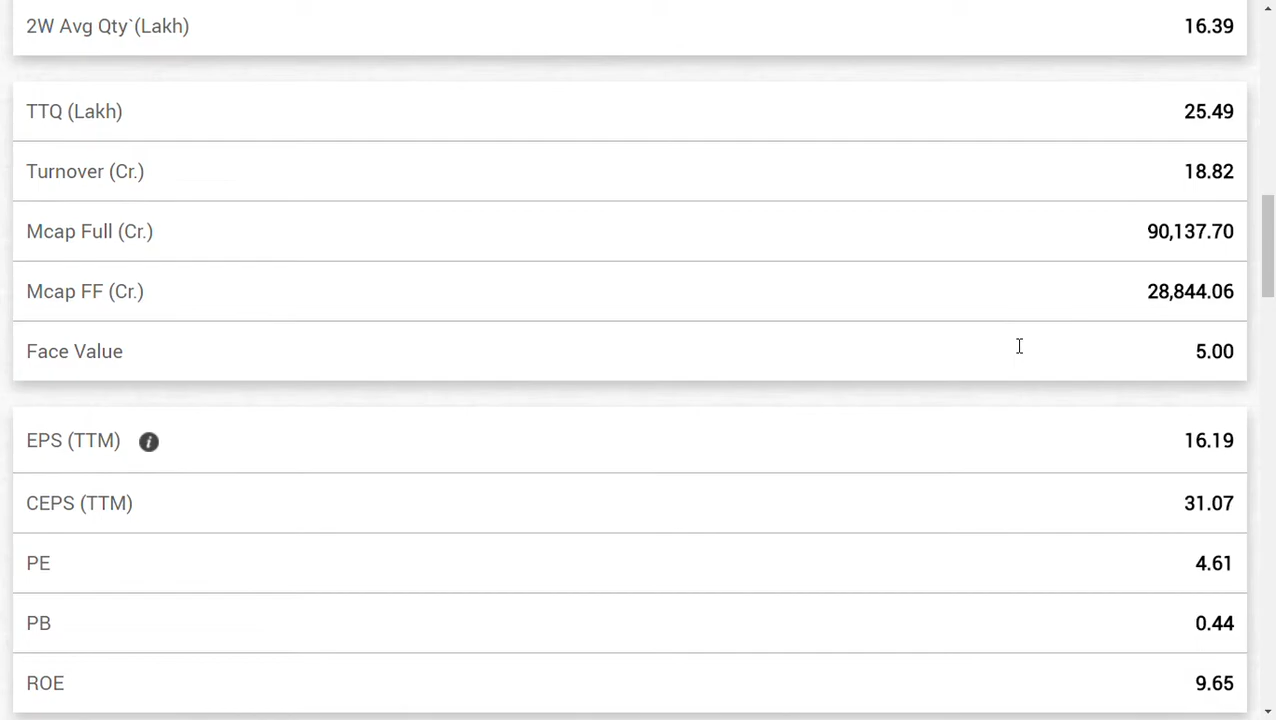 2W Avg Qty`(Lakh) 16.39
TTQ (Lakh) 25.49
Turnover (Cr.) 18.82
Mcap Full (Cr.) 90,137.70
Mcap FF (Cr.) 28,844.06
Face Value 5.00
EPS (TTM) i 16.19
CEPS (TTM) 31.07
PE 4.61
PB 0.44
ROE 9.65